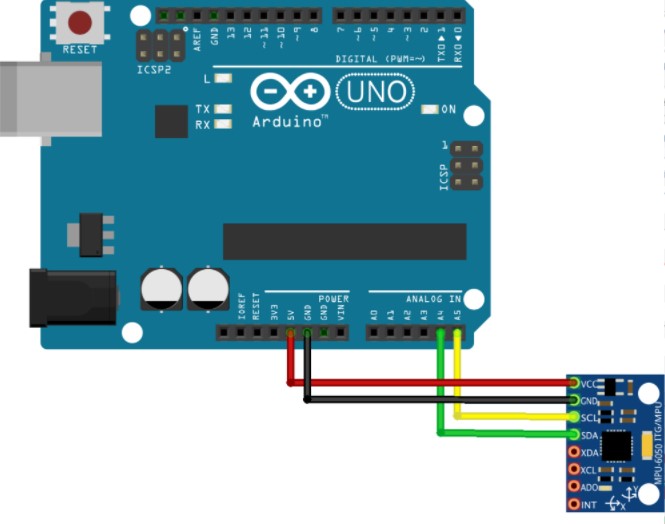 RESET
ICSP2
AREF
GND
13
12
~11
~10
~9
8
7
~6
~5
4
~3
2
TXD▶1
RXD◀0
DIGITAL (PWM=~)
L
TX
RX
Arduino™
UNO
ON
1
ICSP
POWER
ANALOG IN
IOREF
RESET
3V3
5V
GND
GND
VIN
A0
A1
A2
A3
A4
A5
VCC
GND
SCL
SDA
XDA
XCL
ADO
INT
MPU-6050 ITG/MPU
Y
X